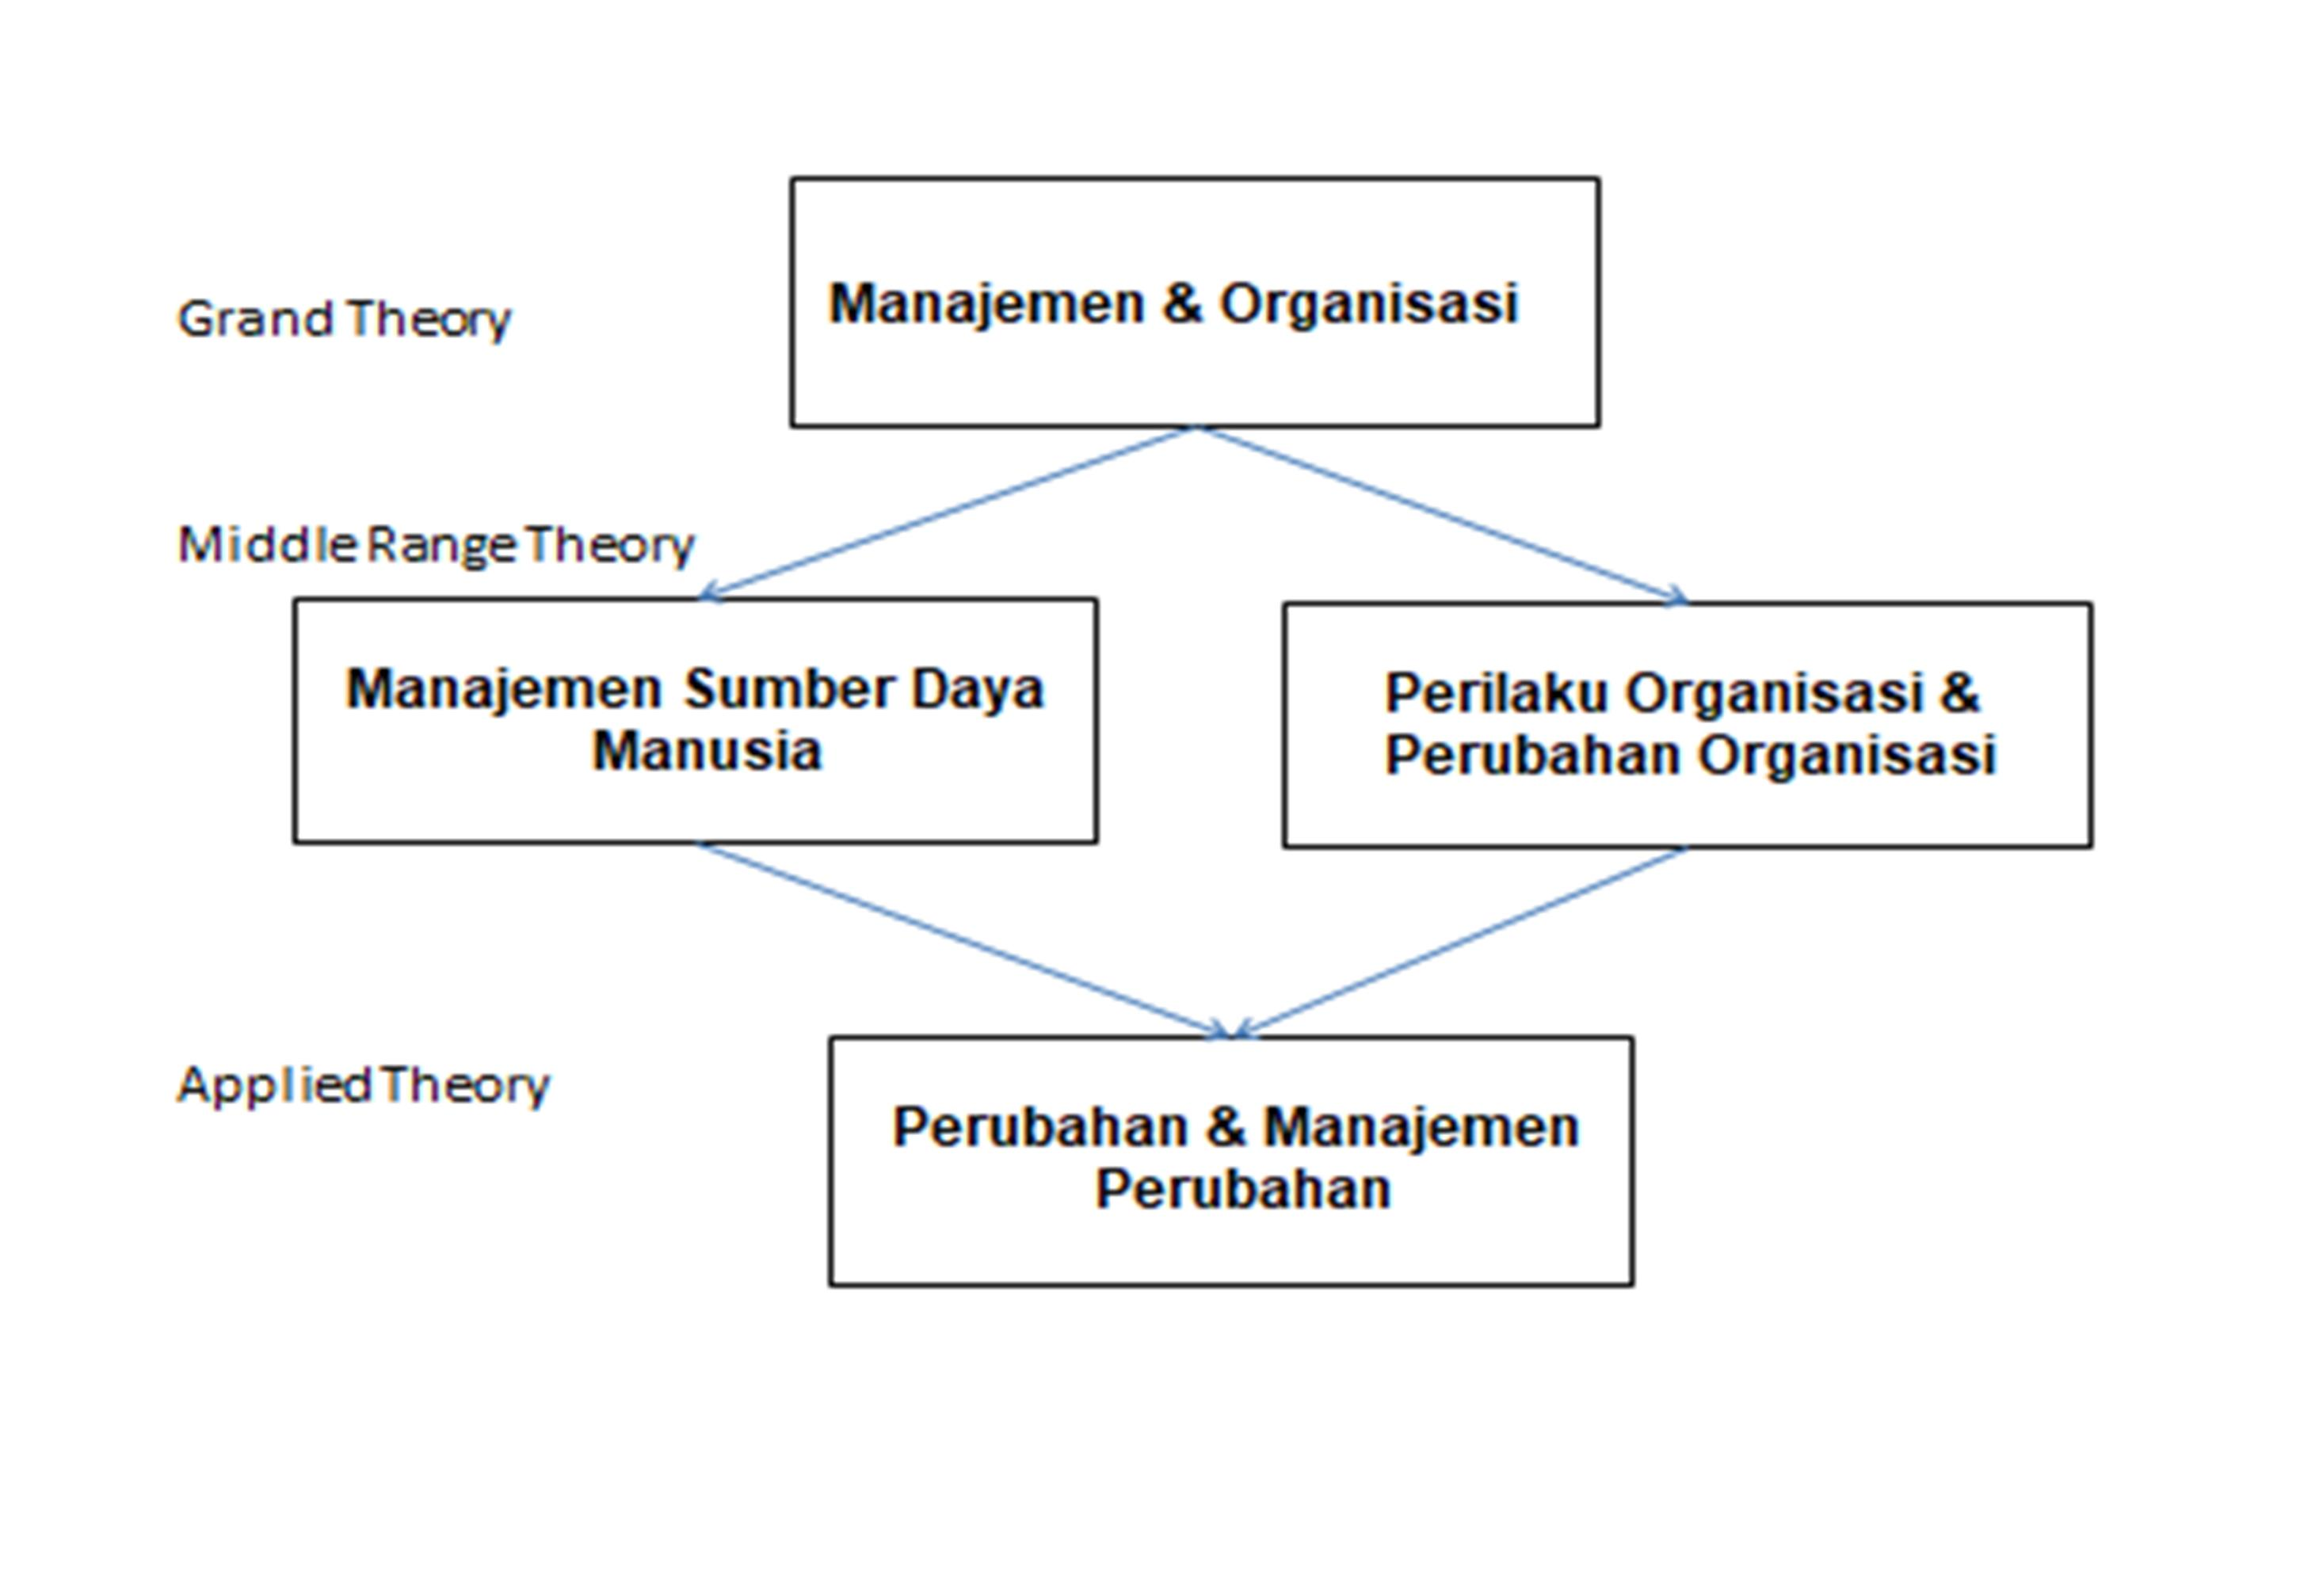 Grand Theory
Manajemen & Organisasi
Middle Range Theory
Manajemen Sumber Daya
Manusia
Perilaku Organisasi &
Perubahan Organisasi
Applied Theory
Perubahan & Manajemen
Perubahan